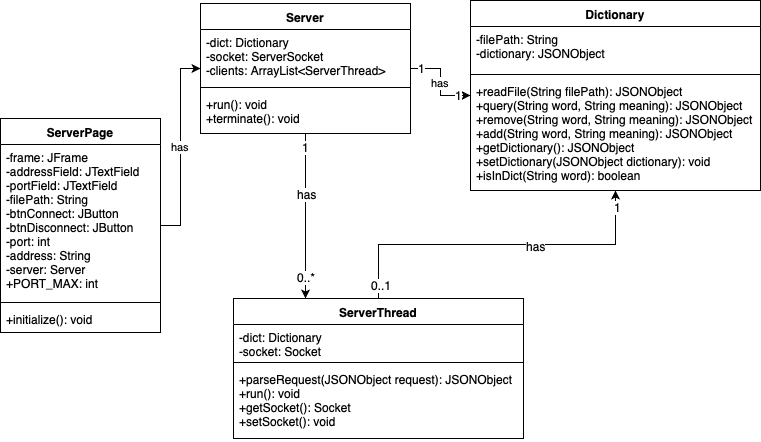 Server
-dict: Dictionary
-socket: ServerSocket
-clients: ArrayList<ServerThread>
+run(): void
+terminate(): void
Dictionary
-filePath: String
-dictionary: JSONObject
+readFile(String filePath): JSONObject
+query(String word, String meaning): JSONObject
+remove(String word, String meaning): JSONObject
+add(String word, String meaning): JSONObject
+getDictionary(): JSONObject
+setDictionary(JSONObject dictionary): void
+isInDict(String word): boolean
1
has
1
ServerPage
-frame: JFrame
-addressField: JTextField
-portField: JTextField
-filePath: String
-btnConnect: JButton
-btnDisconnect: JButton
-port: int
-address: String
-server: Server
+PORT_MAX: int
+initialize(): void
has
1
has
0..*
1
has
0..1
ServerThread
-dict: Dictionary
-socket: Socket
+parseRequest(JSONObject request): JSONObject
+run(): void
+getSocket(): Socket
+setSocket(): void